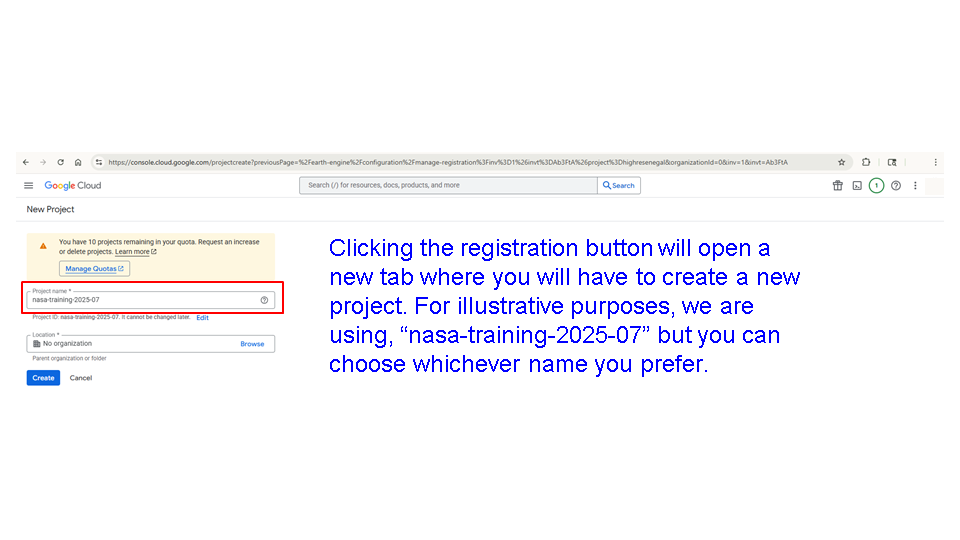 https://console.cloud.google.com/projectcreate?previousPage=%2Fearth-engine%2Fconfiguration%2Fmanage-registration%3Finv%3D1%26invt%3DAb3FtA%26project%3Dhighresenegal&organizationId=0&inv=1&invt=Ab3FtA
Google Cloud
Search (/) for resources, docs, products, and more
Search
1
New Project
You have 10 projects remaining in your quota. Request an increase
or delete projects. Learn more
Manage Quotas
Project name *
nasa-training-2025-07
Project ID: nasa-training-2025-07. It cannot be changed later. Edit
Location *
No organization
Browse
Parent organization or folder
Create Cancel
Clicking the registration button will open a
new tab where you will have to create a new
project. For illustrative purposes, we are
using, “nasa-training-2025-07” but you can
choose whichever name you prefer.